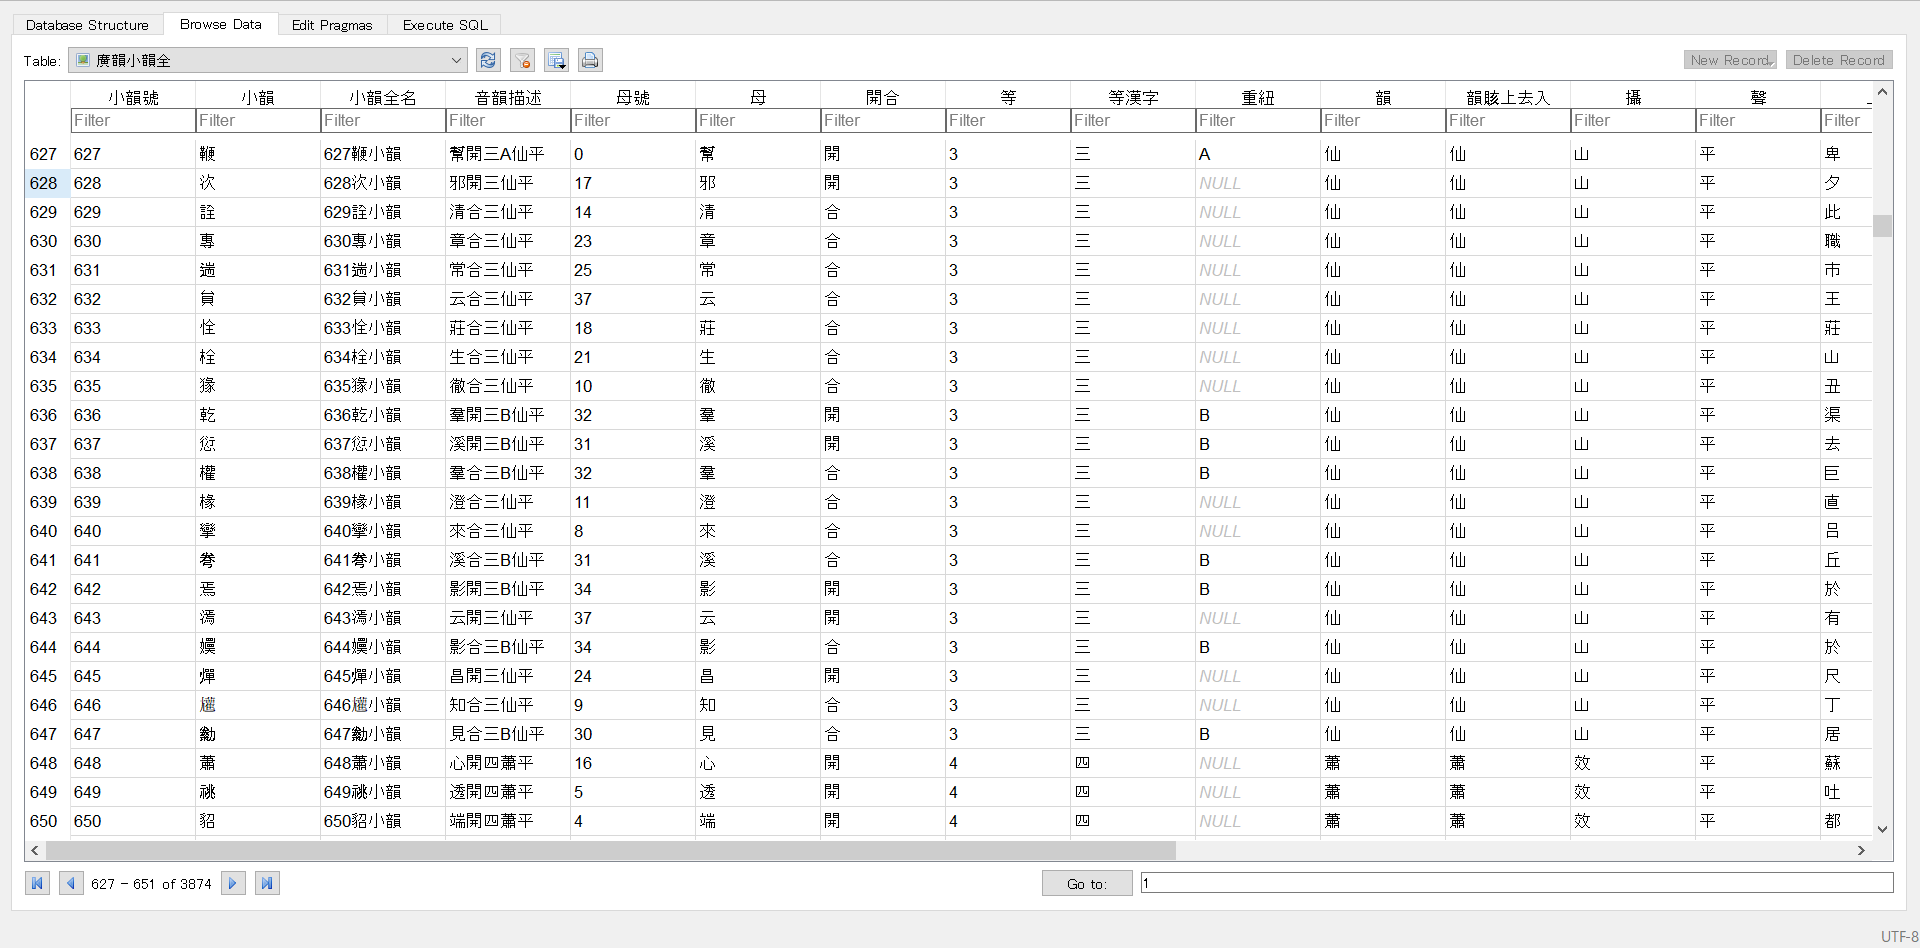 Database Structure Browse Data Edit Pragmas Execute SQL
Table: 廣韻小韻全 New Record Delete Record
小韻號 小韻 小韻全名 音韻描述 母號 母 開合 等 等漢字 重紐 韻 韻賅上去入 攝 聲
Filter Filter Filter Filter Filter Filter Filter Filter Filter Filter Filter Filter Filter Filter Filter
627 627 鞭 627鞭小韻 幫開三A仙平 0 幫 開 3 三 A 仙 仙 山 平 卑
628 628 㳄 628㳄小韻 邪開三仙平 17 邪 開 3 三 NULL 仙 仙 山 平 夕
629 629 詮 629詮小韻 清合三仙平 14 清 合 3 三 NULL 仙 仙 山 平 此
630 630 專 630專小韻 章合三仙平 23 章 合 3 三 NULL 仙 仙 山 平 職
631 631 遄 631遄小韻 常合三仙平 25 常 合 3 三 NULL 仙 仙 山 平 市
632 632 員 632員小韻 云合三仙平 37 云 合 3 三 NULL 仙 仙 山 平 王
633 633 恮 633恮小韻 莊合三仙平 18 莊 合 3 三 NULL 仙 仙 山 平 莊
634 634 栓 634栓小韻 生合三仙平 21 生 合 3 三 NULL 仙 仙 山 平 山
635 635 猭 635猭小韻 徹合三仙平 10 徹 合 3 三 NULL 仙 仙 山 平 丑
636 636 乾 636乾小韻 羣開三B仙平 32 羣 開 3 三 B 仙 仙 山 平 渠
637 637 愆 637愆小韻 溪開三B仙平 31 溪 開 3 三 B 仙 仙 山 平 去
638 638 權 638權小韻 羣合三B仙平 32 羣 合 3 三 B 仙 仙 山 平 巨
639 639 椽 639椽小韻 澄合三仙平 11 澄 合 3 三 NULL 仙 仙 山 平 直
640 640 攣 640攣小韻 來合三仙平 8 來 合 3 三 NULL 仙 仙 山 平 呂
641 641 弮 641弮小韻 溪合三B仙平 31 溪 合 3 三 B 仙 仙 山 平 丘
642 642 焉 642焉小韻 影開三B仙平 34 影 開 3 三 B 仙 仙 山 平 於
643 643 漹 643漹小韻 云開三仙平 37 云 開 3 三 NULL 仙 仙 山 平 有
644 644 嬽 644嬽小韻 影合三B仙平 34 影 合 3 三 B 仙 仙 山 平 於
645 645 燀 645燀小韻 昌開三仙平 24 昌 開 3 三 NULL 仙 仙 山 平 尺
646 646 646 小韻 知合三仙平 9 知 合 3 三 NULL 仙 仙 山 平 丁
647 647 勬 647勬小韻 見合三B仙平 30 見 合 3 三 B 仙 仙 山 平 居
648 648 蕭 648蕭小韻 心開四蕭平 16 心 開 4 四 NULL 蕭 蕭 效 平 蘇
649 649 祧 649祧小韻 透開四蕭平 5 透 開 4 四 NULL 蕭 蕭 效 平 吐
650 650 貂 650貂小韻 端開四蕭平 4 端 開 4 四 NULL 蕭 蕭 效 平 都
627 - 651 of 3874 Go to: 1
UTF-8